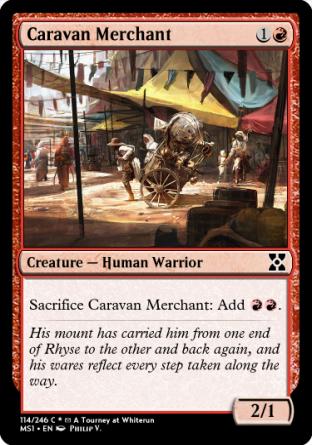 Caravan Merchant 1
Creature — Human Warrior
Sacrifice Caravan Merchant: Add .
His mount has carried him from one end
of Rhyse to the other and back again, and
his wares reflect every step taken along the
way.
2/1
114/246 C * A Tourney at Whiterun
MS1 • EN PHILIP V.